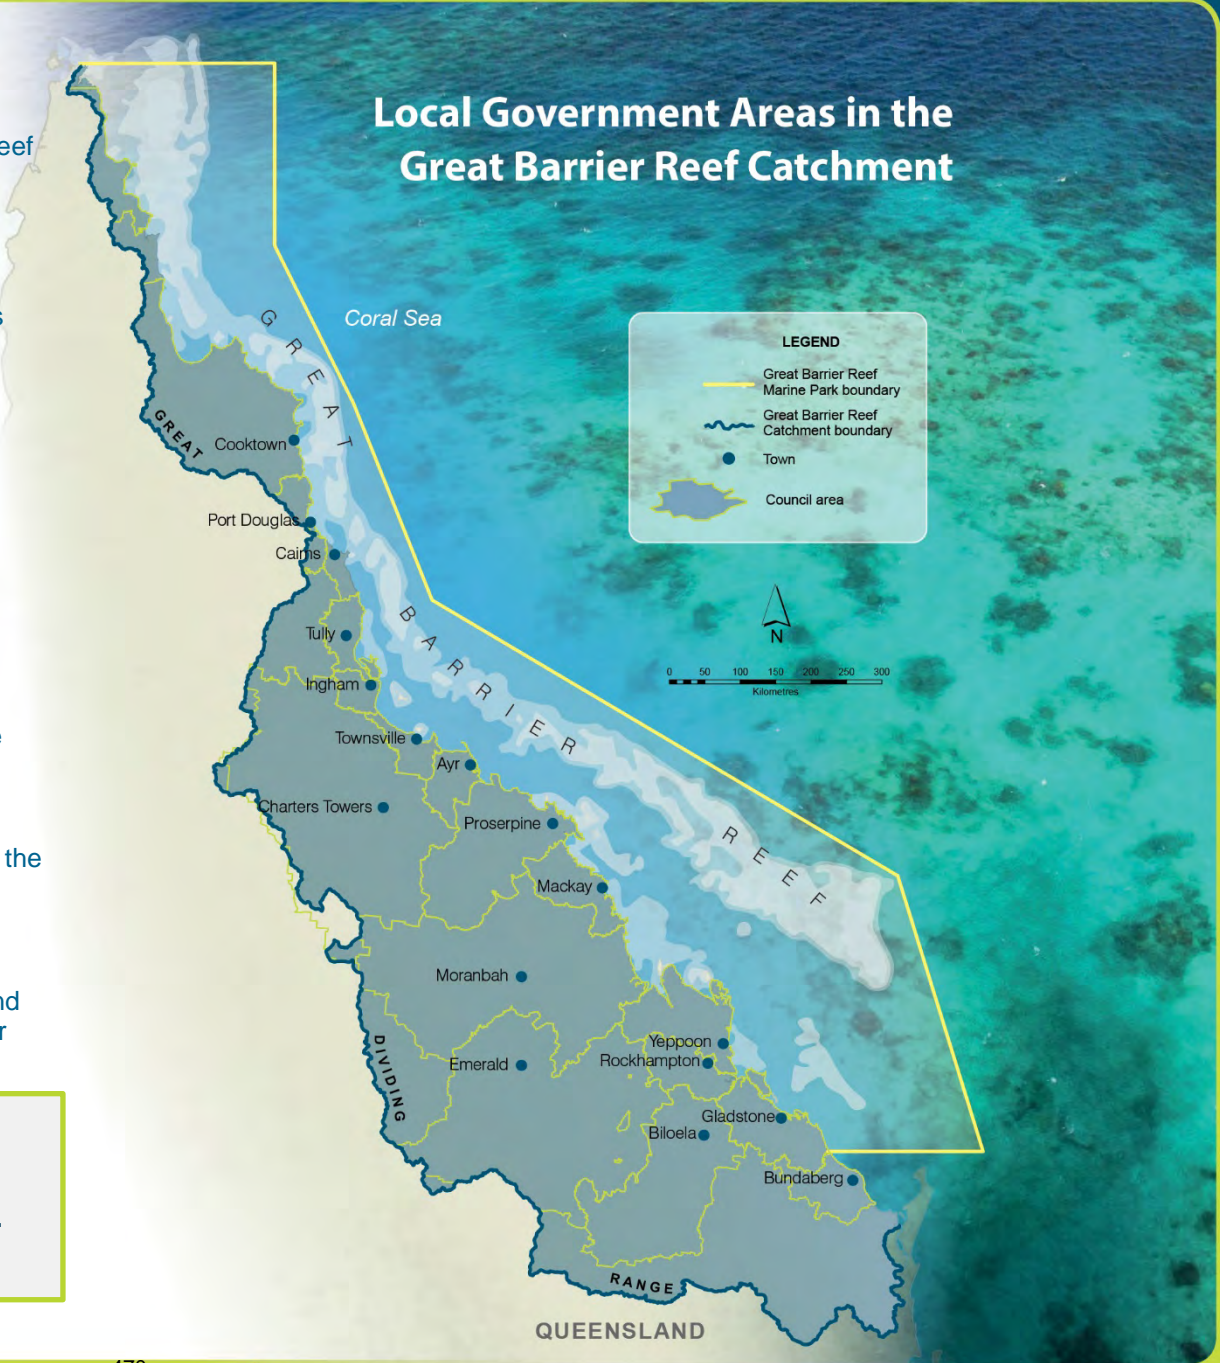 Local Government Areas in the
Great Barrier Reef Catchment
eef
s
e
the
nd
r
.
Coral Sea
GREAT
BARRIER
REEF
LEGEND
Great Barrier Reef
Marine Park boundary
Great Barrier Reef
Catchment boundary
Town
Council area
N
0 50 100 150 200 250 300
Kilometres
GREAT
Cooktown
Port Douglas
Cairns
Tully
Ingham
Townsville
Ayr
Charters Towers
Proserpine
Mackay
Moranbah
Yeppoon
Rockhampton
Emerald
DIVIDING
Gladstone
Biloela
Bundaberg
RANGE
QUEENSLAND